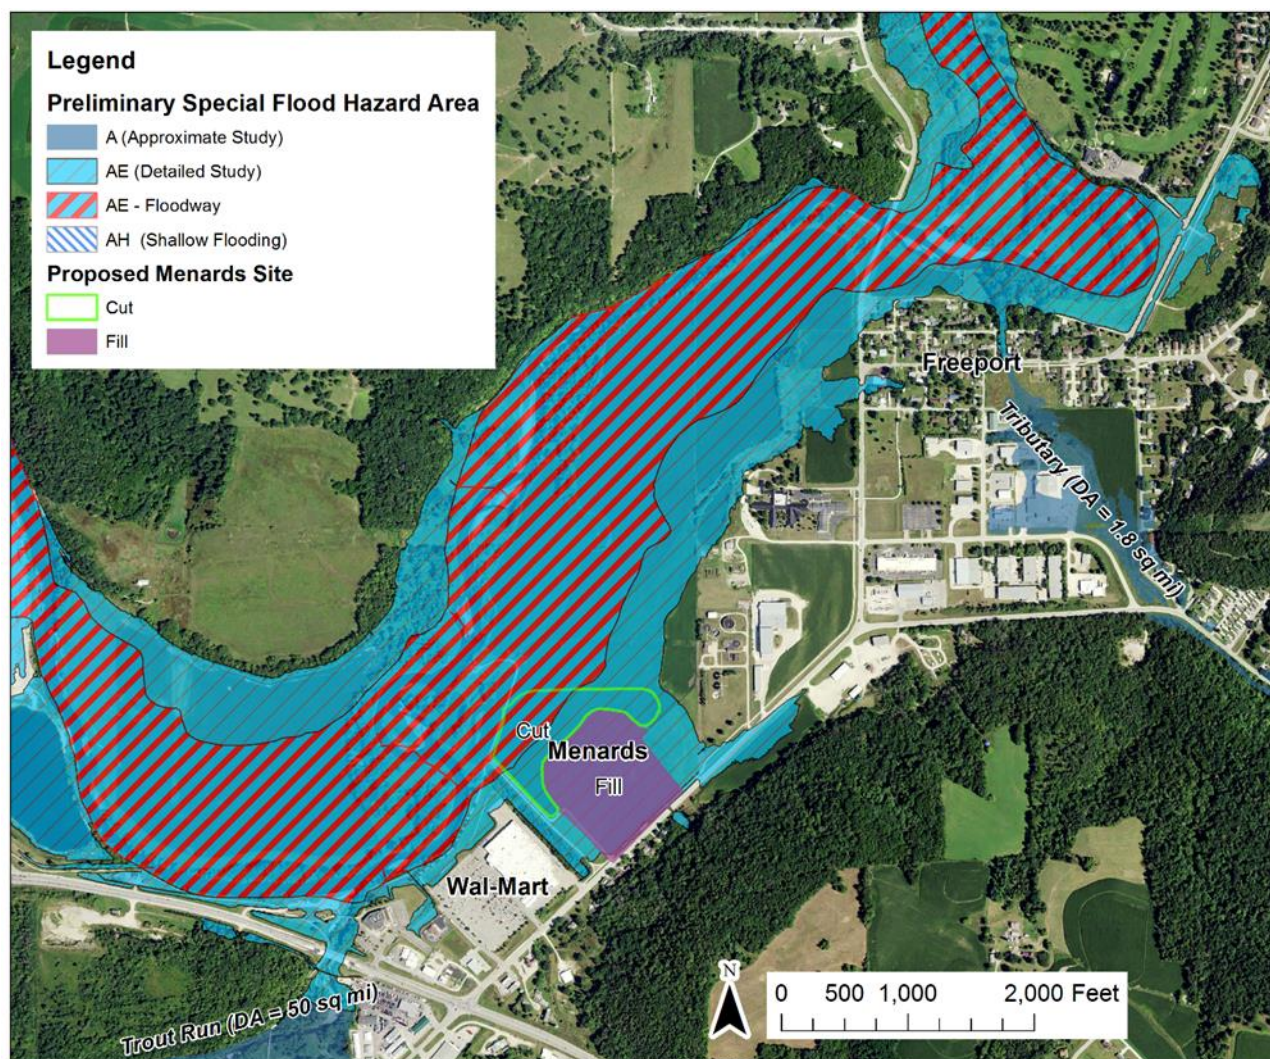 Legend
Preliminary Special Flood Hazard Area
A (Approximate Study)
AE (Detailed Study)
AE - Floodway
AH (Shallow Flooding)
Proposed Menards Site
Cut
Fill
Freeport
Tributary (DA = 1.8 sq mi)
Cut
Menards
Fill
Wal-Mart
Trout Run (DA = 50 sq mi)
N
0 500 1,000 2,000 Feet